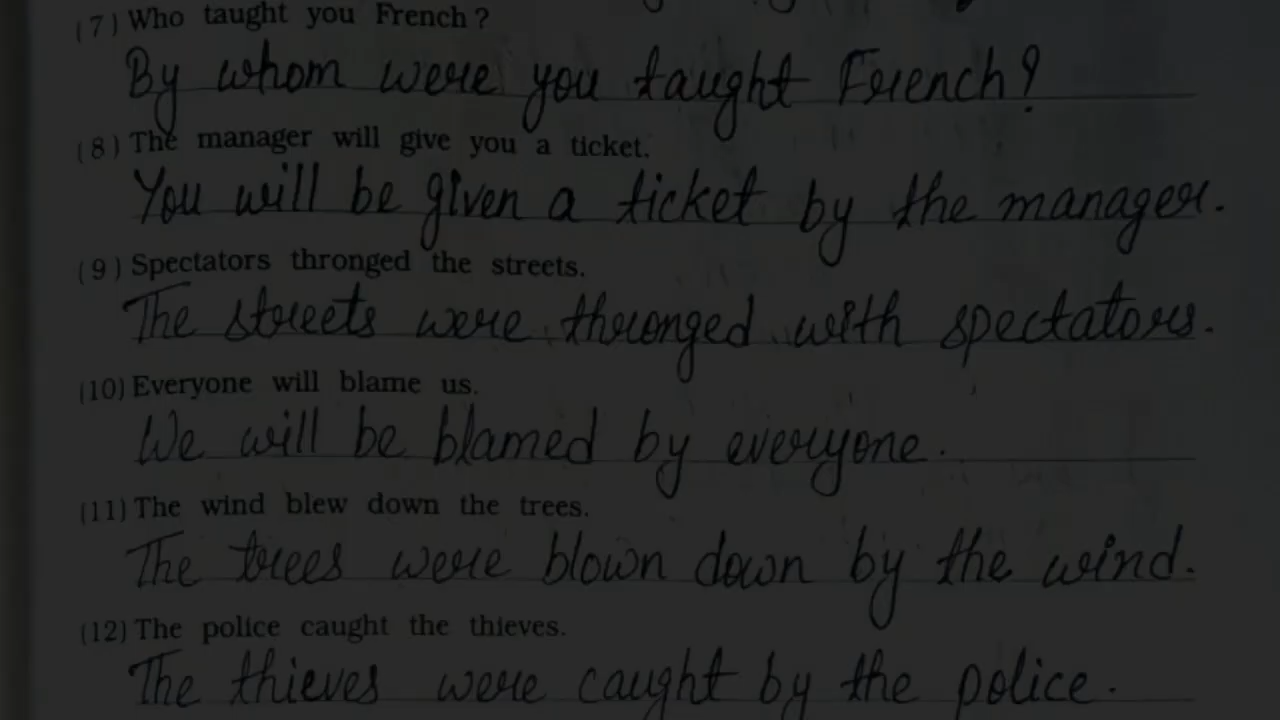 (7) Who taught you French?
By whom were you taught French?
(8) The manager will give you a ticket.
You will be given a ticket by the manager.
(9) Spectators thronged the streets.
The streets were thronged with spectators.
(10) Everyone will blame us.
We will be blamed by everyone.
(11) The wind blew down the trees.
The trees were blown down by the wind.
(12) The police caught the thieves.
The thieves were caught by the police.